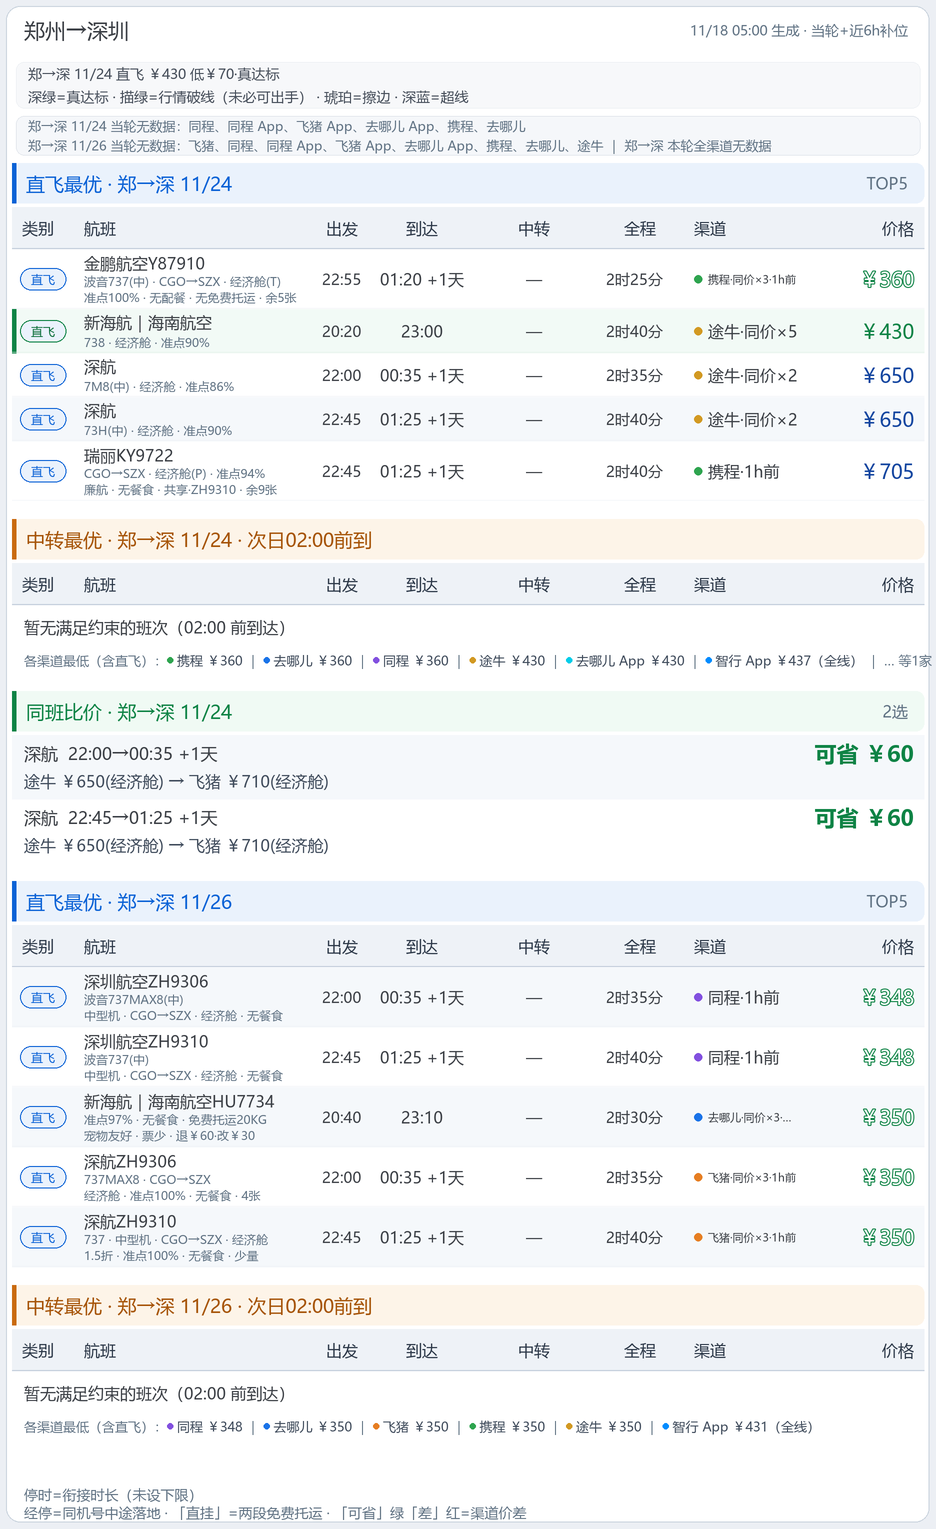 郑州→深圳
11/18 05:00 生成 · 当轮+近6h补位
郑→深 11/24 直飞 ￥430 低￥70·真达标
深绿=真达标 · 描绿=行情破线（未必可出手） · 琥珀=擦边 · 深蓝=超线
郑→深 11/24 当轮无数据：同程、同程 App、飞猪 App、去哪儿 App、携程、去哪儿
郑→深 11/26 当轮无数据：飞猪、同程、同程 App、飞猪 App、去哪儿 App、携程、去哪儿、途牛 | 郑→深 本轮全渠道无数据
直飞最优 · 郑→深 11/24 TOP5
类别 航班 出发 到达 中转 全程 渠道 价格
金鹏航空Y87910
直飞 波音737(中) · CGO→SZX · 经济舱(T) 22:55 01:20 +1天 — 2时25分 携程·同价×3·1h前 ￥360
准点100% · 无配餐 · 无免费托运 · 余5张
新海航 | 海南航空
直飞 738 · 经济舱 · 准点90% 20:20 23:00 — 2时40分 途牛·同价×5 ￥430
深航
直飞 7M8(中) · 经济舱 · 准点86% 22:00 00:35 +1天 — 2时35分 途牛·同价×2 ￥650
深航
直飞 73H(中) · 经济舱 · 准点90% 22:45 01:25 +1天 — 2时40分 途牛·同价×2 ￥650
瑞丽KY9722
直飞 CGO→SZX · 经济舱(P) · 准点94% 22:45 01:25 +1天 — 2时40分 携程·1h前 ￥705
廉航 · 无餐食 · 共享·ZH9310 · 余9张
中转最优 · 郑→深 11/24 · 次日02:00前到
类别 航班 出发 到达 中转 全程 渠道 价格
暂无满足约束的班次（02:00 前到达）
各渠道最低（含直飞）: 携程 ￥360 | 去哪儿 ￥360 | 同程 ￥360 | 途牛 ￥430 | 去哪儿 App ￥430 | 智行 App ￥437（全线） | ... 等1家
同班比价 · 郑→深 11/24 2选
深航 22:00→00:35 +1天 可省 ￥60
途牛 ￥650(经济舱) → 飞猪 ￥710(经济舱)
深航 22:45→01:25 +1天 可省 ￥60
途牛 ￥650(经济舱) → 飞猪 ￥710(经济舱)
直飞最优 · 郑→深 11/26 TOP5
类别 航班 出发 到达 中转 全程 渠道 价格
深圳航空ZH9306
直飞 波音737MAX8(中) 22:00 00:35 +1天 — 2时35分 同程·1h前 ￥348
中型机 · CGO→SZX · 经济舱 · 无餐食
深圳航空ZH9310
直飞 波音737(中) 22:45 01:25 +1天 — 2时40分 同程·1h前 ￥348
中型机 · CGO→SZX · 经济舱 · 无餐食
新海航 | 海南航空HU7734
直飞 准点97% · 无餐食 · 免费托运20KG 20:40 23:10 — 2时30分 去哪儿·同价×3·... ￥350
宠物友好 · 票少 · 退￥60·改￥30
深航ZH9306
直飞 737MAX8 · CGO→SZX 22:00 00:35 +1天 — 2时35分 飞猪·同价×3·1h前 ￥350
经济舱 · 准点100% · 无餐食 · 4张
深航ZH9310
直飞 737 · 中型机 · CGO→SZX · 经济舱 22:45 01:25 +1天 — 2时40分 飞猪·同价×3·1h前 ￥350
1.5折 · 准点100% · 无餐食 · 少量
中转最优 · 郑→深 11/26 · 次日02:00前到
类别 航班 出发 到达 中转 全程 渠道 价格
暂无满足约束的班次（02:00 前到达）
各渠道最低（含直飞）: 同程 ￥348 | 去哪儿 ￥350 | 飞猪 ￥350 | 携程 ￥350 | 途牛 ￥350 | 智行 App ￥431（全线）
停时=衔接时长（未设下限）
经停=同机号中途落地 · 「直挂」=两段免费托运 · 「可省」绿「差」红=渠道价差